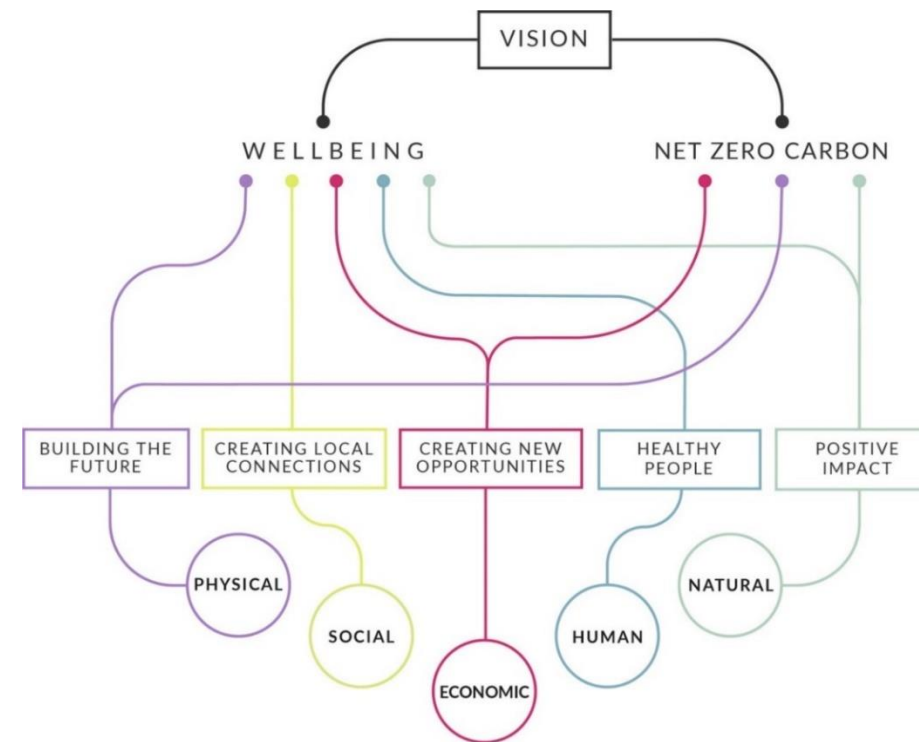 VISION
WELLBEING
NET ZERO CARBON
BUILDING THE
FUTURE
CREATING LOCAL
CONNECTIONS
CREATING NEW
OPPORTUNITIES
HEALTHY
PEOPLE
POSITIVE
IMPACT
PHYSICAL
SOCIAL
ECONOMIC
HUMAN
NATURAL